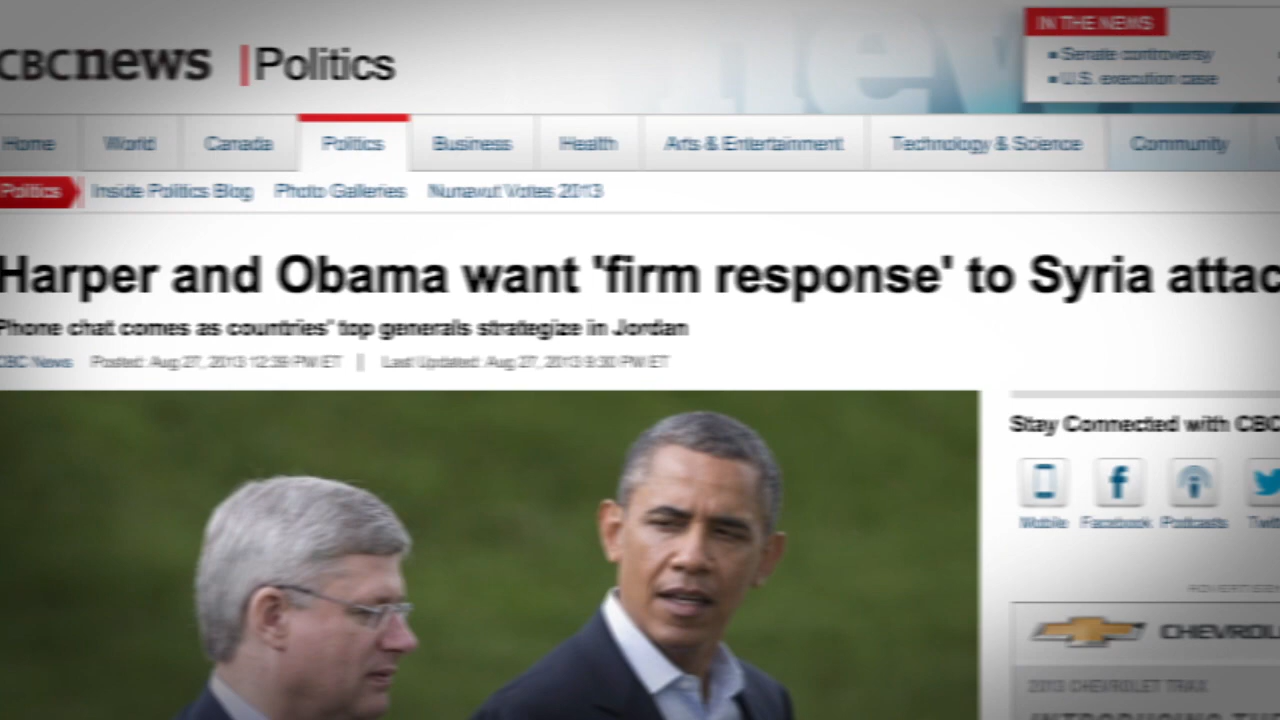 CBCnews | Politics
IN THE NEWS
Senate controversy
U.S. execution case
Home World Canada Politics Business Health Arts & Entertainment Technology & Science Community
Politics Inside Politics Blog Photo Galleries Nunavut Votes 2013
Harper and Obama want 'firm response' to Syria attac
Phone chat comes as countries' top generals strategize in Jordan
CBC News Posted: Aug 27, 2013 12:39 PM ET | Last Updated: Aug 27, 2013 9:30 PM ET
Stay Connected with CBC
Mobile Facebook Podcasts Twit
CHEVROL
2013 CHEVROLET TRAX